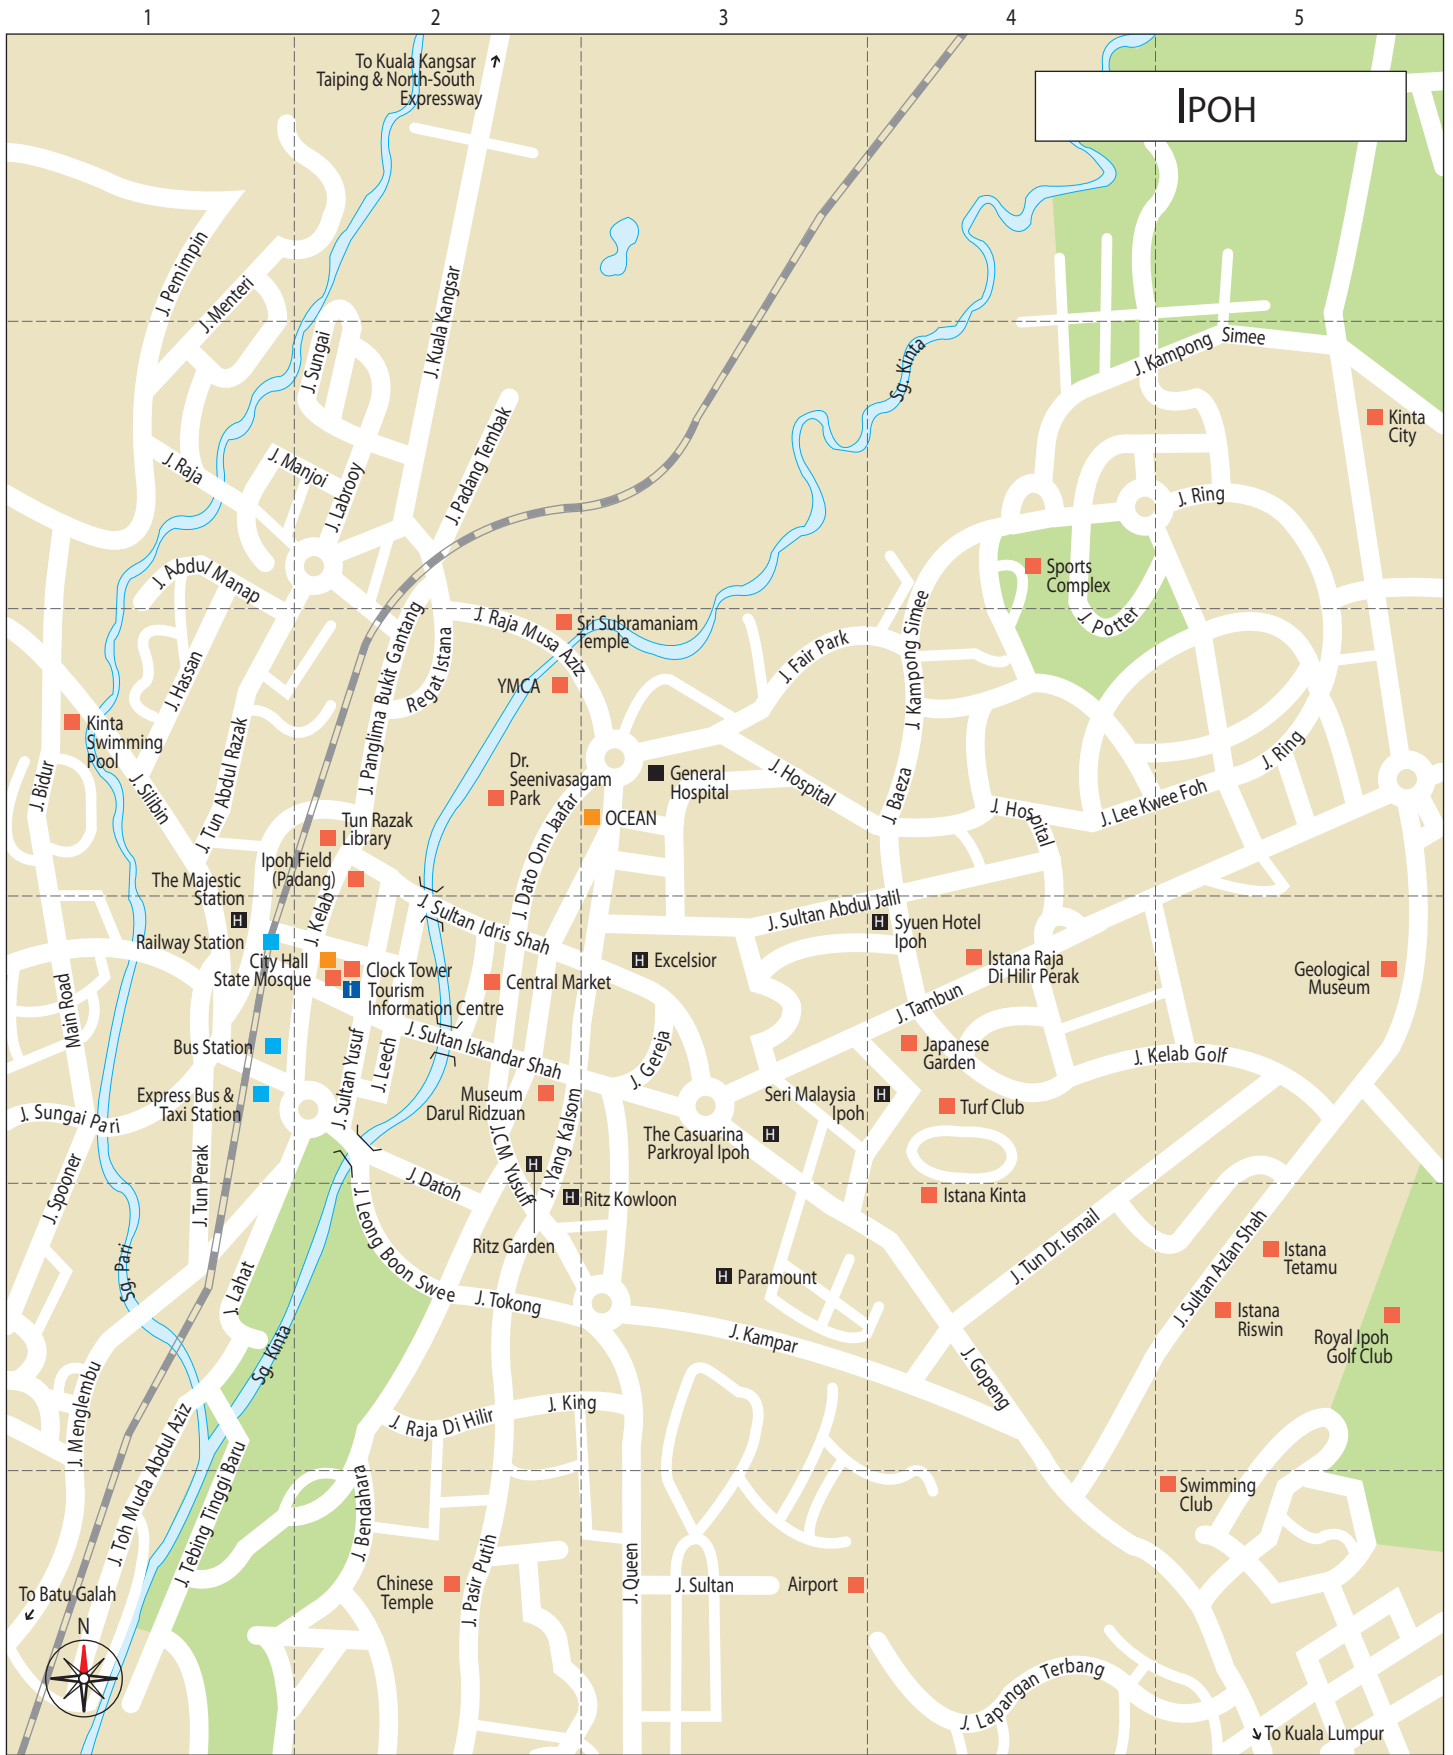 1
2
3
4
5
IPOH
To Kuala Kangsar
Taiping & North-South
Expressway
J. Pemimpin
J. Menteri
J. Sungai
J. Kuala Kangsar
Sg. Kinta
J. Kampong Simee
Kinta
City
J. Raja
J. Manjoi
J. Labrooy
J. Padang Tembak
J. Ring
J. Abdul Manap
Sports
Complex
J. Potter
J. Hassan
J. Panglima Bukit Gantang
Regat Istana
J. Raja Musa Aziz
Sri Subramaniam
Temple
YMCA
J. Fair Park
J. Kampong Simee
Kinta
Swimming
Pool
J. Bidur
J. Silibin
J. Tun Abdul Razak
Dr.
Seenivasagam
Park
General
Hospital
OCEAN
J. Hospital
J. Baeza
J. Hospital
J. Lee Kwee Foh
J. Ring
Tun Razak
Library
Ipoh Field
(Padang)
J. Dato Onn Jaafar
The Majestic
Station
H
J. Kelab
J. Sultan Idris Shah
J. Sultan Abdul Jalil
H
Syuen Hotel
Ipoh
Railway Station
City Hall
State Mosque
Clock Tower
i
Tourism
Information Centre
Central Market
H
Excelsior
Istana Raja
Di Hilir Perak
Geological
Museum
Main Road
Bus Station
J. Sultan Yusuf
J. Leech
J. Sultan Iskandar Shah
J. Gereja
J. Tambun
Japanese
Garden
J. Kelab Golf
Express Bus &
Taxi Station
J. Sungai Pari
Museum
Darul Ridzuan
Seri Malaysia
Ipoh
H
Turf Club
The Casuarina
Parkroyal Ipoh
H
J. Spooner
J. Tun Perak
J. Datoh
J.CM Yusuff
J. Yang Kalsom
H
H
Ritz Kowloon
Ritz Garden
Istana Kinta
J. Leong Boon Swee
Sg. Pari
J. Lahat
J. Tokong
H
Paramount
J. Tun Dr. Ismail
J. Sultan Azlan Shah
Istana
Tetamu
Istana
Riswin
Royal Ipoh
Golf Club
Sg. Kinta
J. Kampar
J. Gopeng
J. Menglembu
J. Toh Muda Abdul Aziz
J. Tebing Tinggi Baru
J. Raja Di Hilir
J. King
J. Bendahara
Swimming
Club
J. Pasir Putih
J. Queen
Chinese
Temple
J. Sultan
Airport
To Batu Galah
N
J. Lapangan Terbang
To Kuala Lumpur